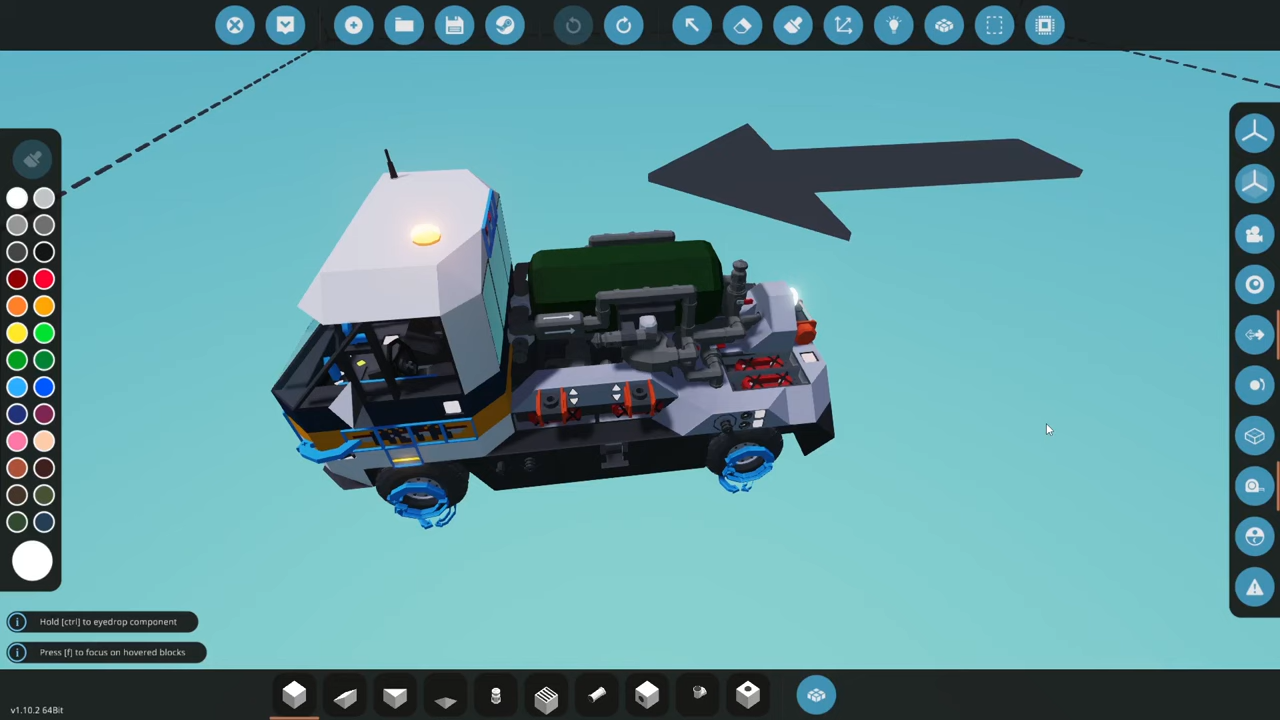 Hold [ctrl] to eyedrop component
Press [f] to focus on hovered blocks
v1.10.2 64Bit